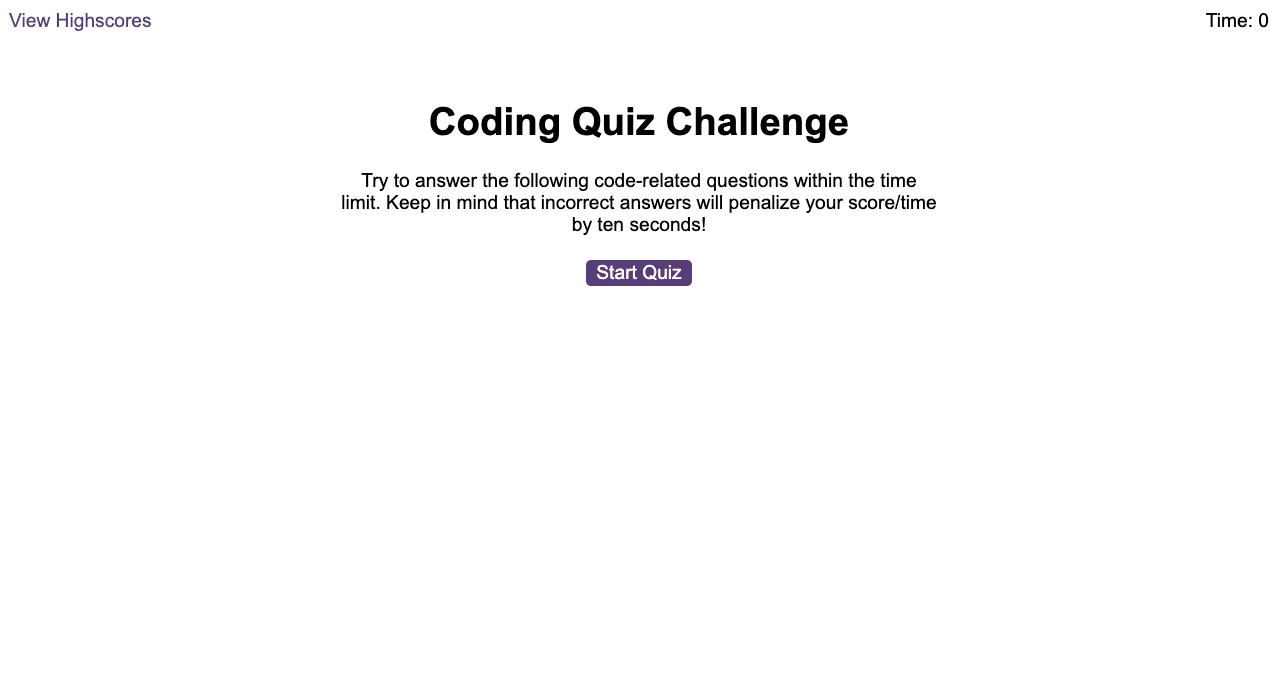 View Highscores
Time: 0
Coding Quiz Challenge
Try to answer the following code-related questions within the time
limit. Keep in mind that incorrect answers will penalize your score/time
by ten seconds!
Start Quiz